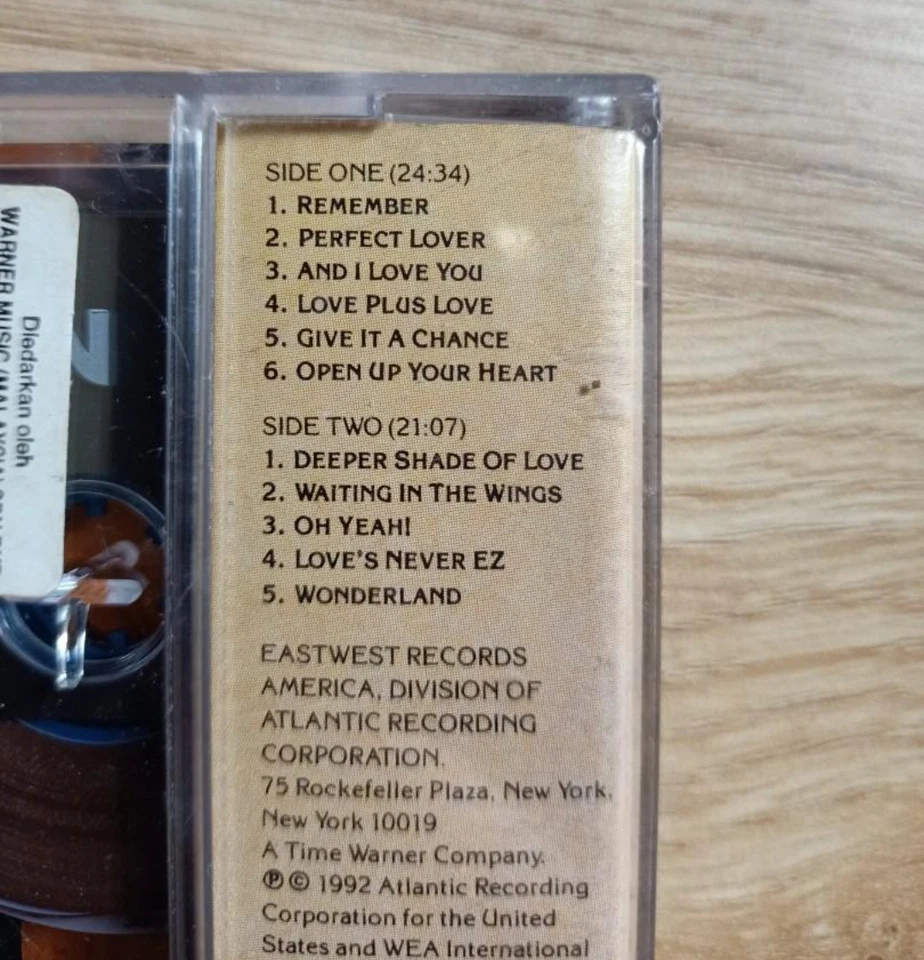 SIDE ONE (24:34)
1. REMEMBER
2. PERFECT LOVER
3. AND I LOVE YOU
4. LOVE PLUS LOVE
5. GIVE IT A CHANCE
6. OPEN UP YOUR HEART
SIDE TWO (21:07)
1. DEEPER SHADE OF LOVE
2. WAITING IN THE WINGS
3. OH YEAH!
4. LOVE'S NEVER EZ
5. WONDERLAND
EASTWEST RECORDS
AMERICA, DIVISION OF
ATLANTIC RECORDING
CORPORATION.
75 Rockefeller Plaza, New York,
New York 10019
A Time Warner Company.
℗ © 1992 Atlantic Recording
Corporation for the United
States and WEA International
Diedarkan oleh
WARNER MUSIC